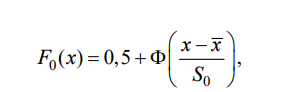 F₀(x) = 0,5 + Φ((x − x̅)/S₀),